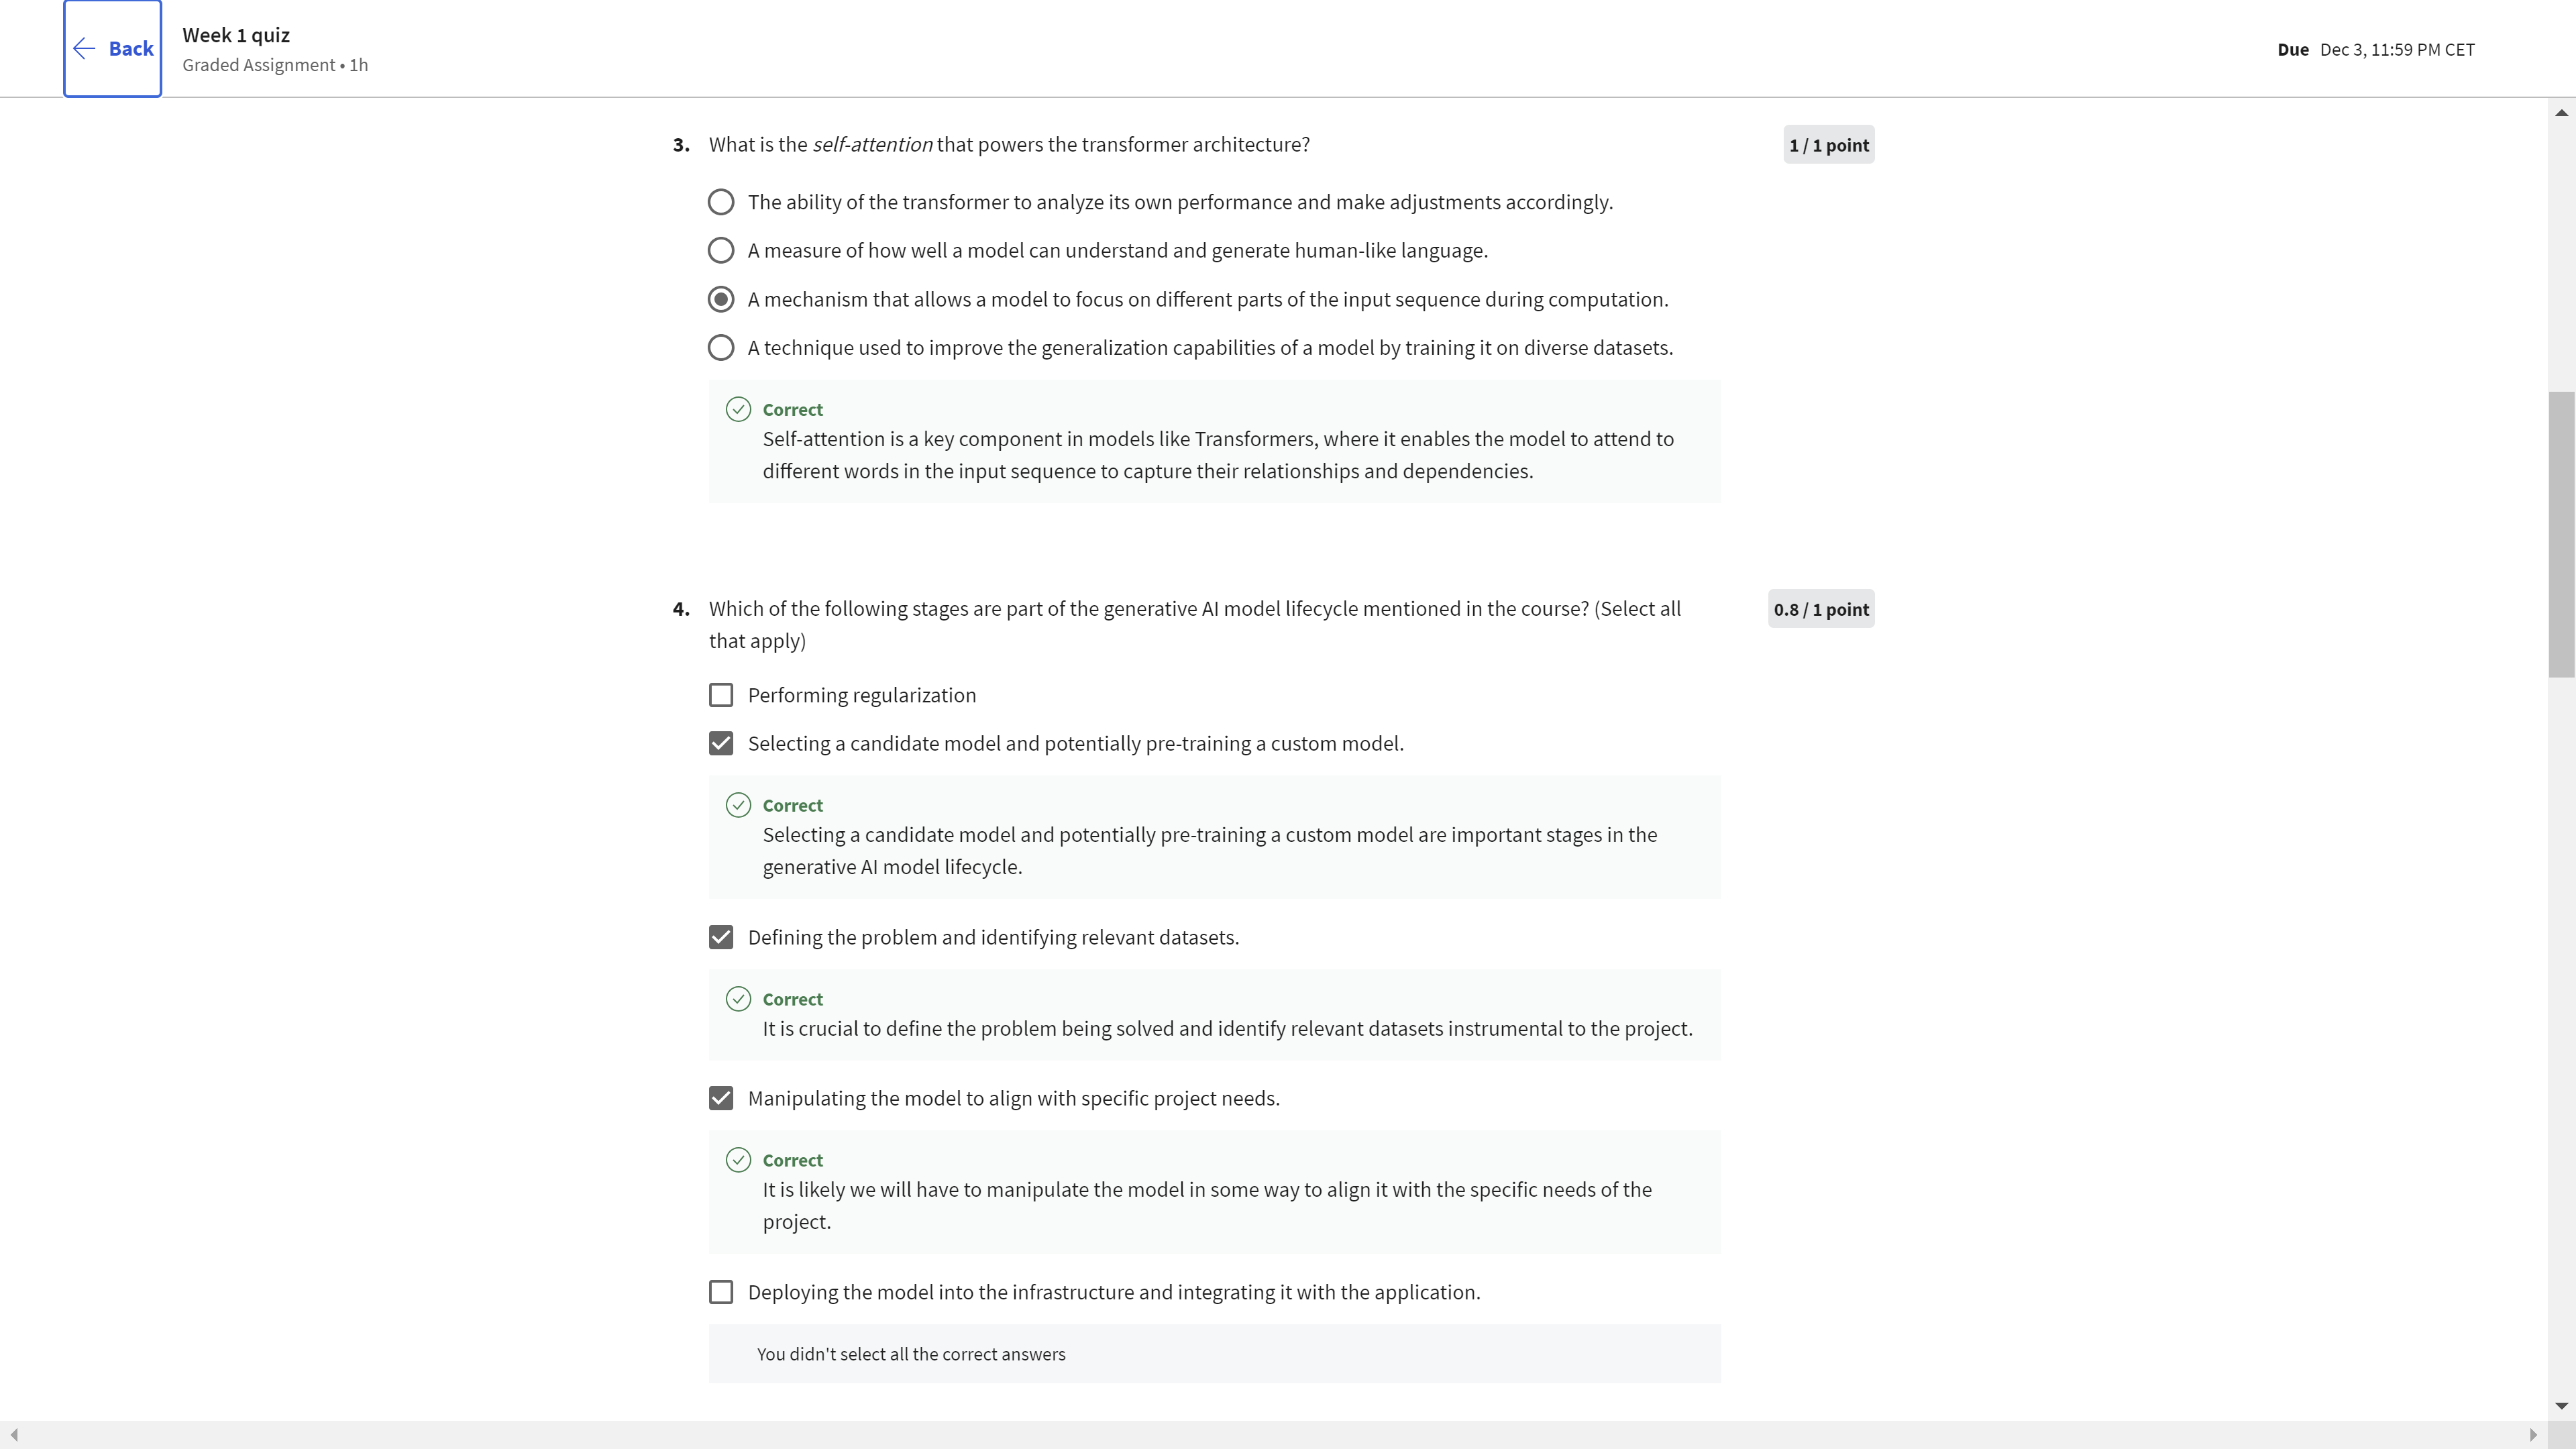 Back
Week 1 quiz
Graded Assignment • 1h
Due Dec 3, 11:59 PM CET
3. What is the self-attention that powers the transformer architecture?
1 / 1 point
The ability of the transformer to analyze its own performance and make adjustments accordingly.
A measure of how well a model can understand and generate human-like language.
A mechanism that allows a model to focus on different parts of the input sequence during computation.
A technique used to improve the generalization capabilities of a model by training it on diverse datasets.
Correct
Self-attention is a key component in models like Transformers, where it enables the model to attend to
different words in the input sequence to capture their relationships and dependencies.
4. Which of the following stages are part of the generative AI model lifecycle mentioned in the course? (Select all
that apply)
0.8 / 1 point
Performing regularization
Selecting a candidate model and potentially pre-training a custom model.
Correct
Selecting a candidate model and potentially pre-training a custom model are important stages in the
generative AI model lifecycle.
Defining the problem and identifying relevant datasets.
Correct
It is crucial to define the problem being solved and identify relevant datasets instrumental to the project.
Manipulating the model to align with specific project needs.
Correct
It is likely we will have to manipulate the model in some way to align it with the specific needs of the
project.
Deploying the model into the infrastructure and integrating it with the application.
You didn't select all the correct answers